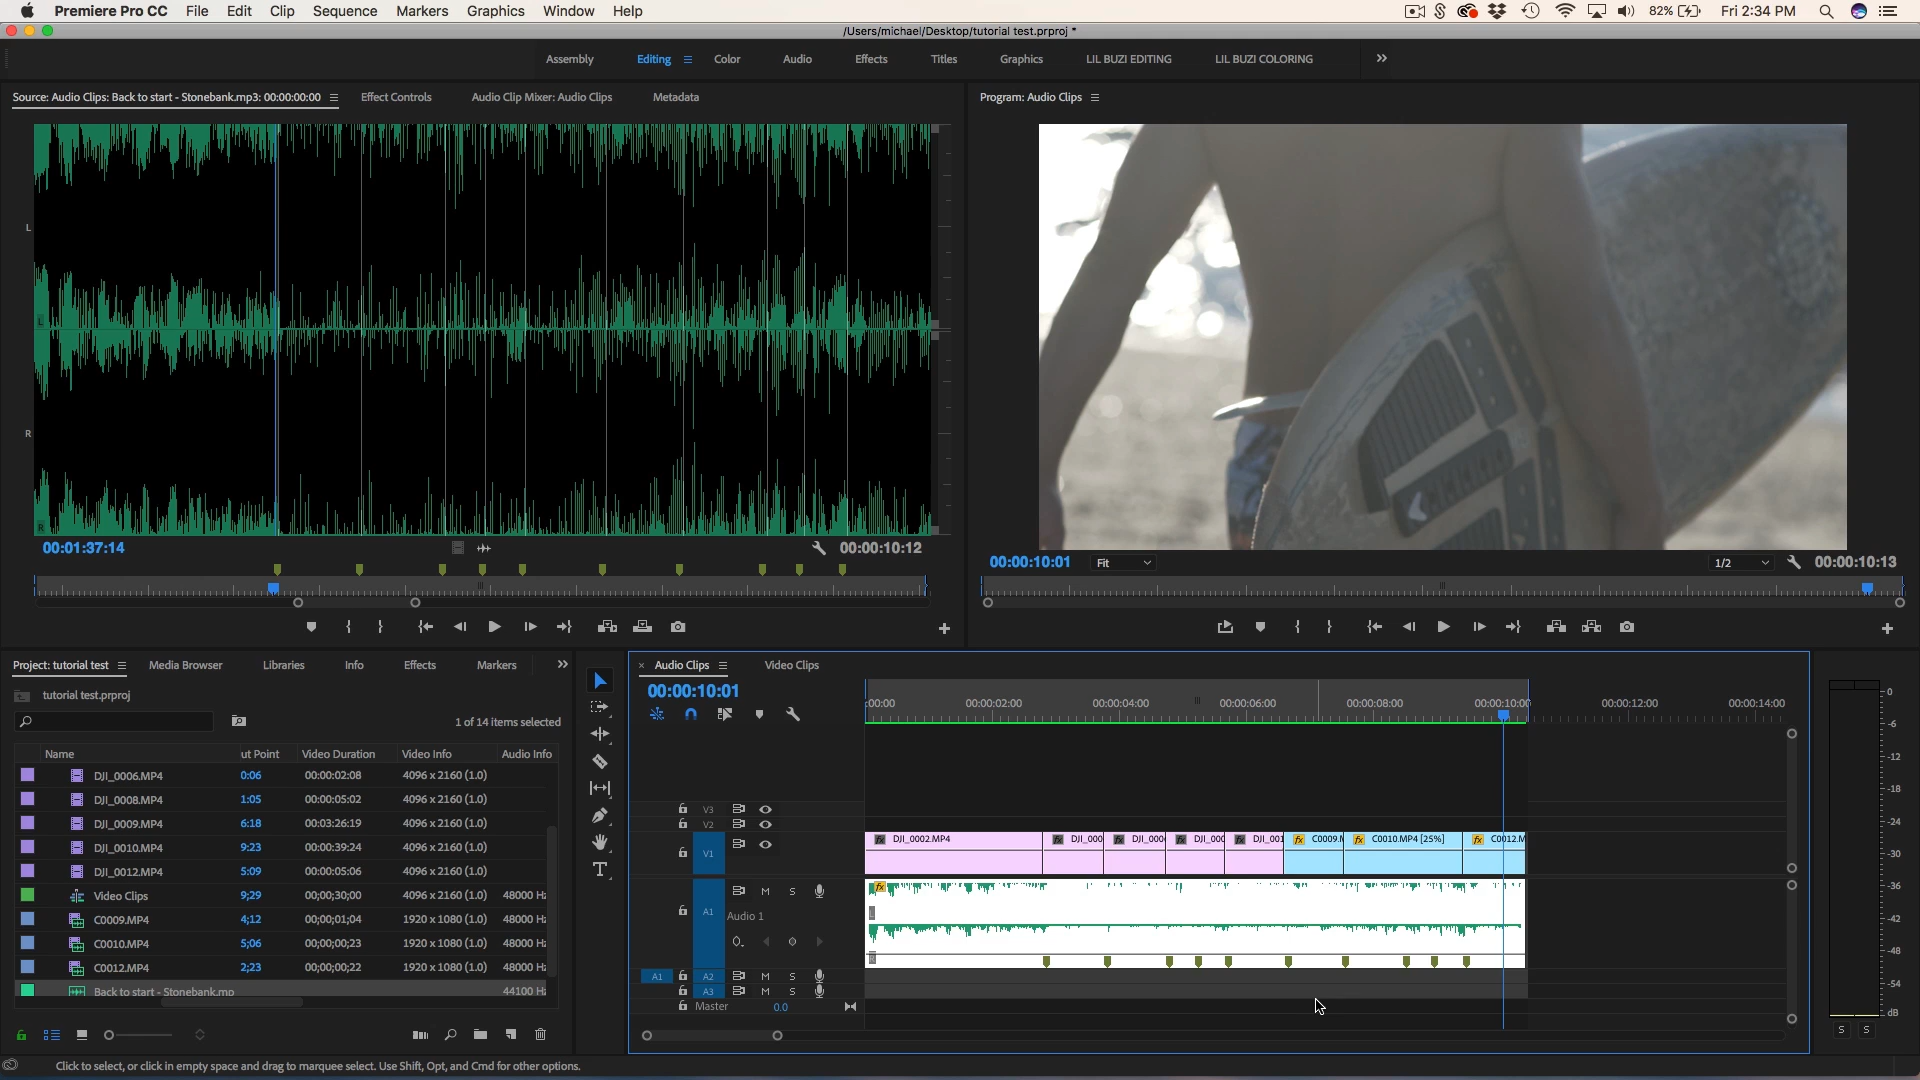 Premiere Pro CC File Edit Clip Sequence Markers Graphics Window Help 82% Fri 2:34 PM
/Users/michael/Desktop/tutorial test.prproj *
Assembly Editing Color Audio Effects Titles Graphics LIL BUZI EDITING LIL BUZI COLORING
Source: Audio Clips: Back to start - Stonebank.mp3: 00:00:00:00 Effect Controls Audio Clip Mixer: Audio Clips Metadata
Program: Audio Clips
L
L
R
R
00:01:37:14 00:00:10:12
00:00:10:01 Fit 1/2 00:00:10:13
Project: tutorial test Media Browser Libraries Info Effects Markers
tutorial test.prproj
1 of 14 items selected
Name ut Point Video Duration Video Info Audio Info
DJI_0006.MP4 0:06 00:00:02:08 4096 x 2160 (1.0)
DJI_0008.MP4 1:05 00:00:05:02 4096 x 2160 (1.0)
DJI_0009.MP4 6:18 00:03:26:19 4096 x 2160 (1.0)
DJI_0010.MP4 9:23 00:00:39:24 4096 x 2160 (1.0)
DJI_0012.MP4 5:09 00:00:05:06 4096 x 2160 (1.0)
Video Clips 9;29 00;00;30;00 4096 x 2160 (1.0) 48000 Hz
C0009.MP4 4;12 00;00;01;04 1920 x 1080 (1.0) 48000 Hz
C0010.MP4 5;06 00;00;00;23 1920 x 1080 (1.0) 48000 Hz
C0012.MP4 2;23 00;00;00;22 1920 x 1080 (1.0) 48000 Hz
Back to start - Stonebank.mp 44100 Hz
Audio Clips Video Clips
00:00:10:01
:00:00 00:00:02:00 00:00:04:00 00:00:06:00 00:00:08:00 00:00:10:00 00:00:12:00 00:00:14:00
V3
V2
V1
fx DJI_0002.MP4 fx DJI_000 fx DJI_000 fx DJI_000 fx DJI_001 fx C0009.M fx C0010.MP4 [25%] fx C0012.M
A1 M S
fx
Audio 1
A1 A2 M S
A3 M S
Master 0.0
0
-6
-12
-18
-24
-30
-36
-42
-48
-54
dB
S S
Click to select, or click in empty space and drag to marquee select. Use Shift, Opt, and Cmd for other options.